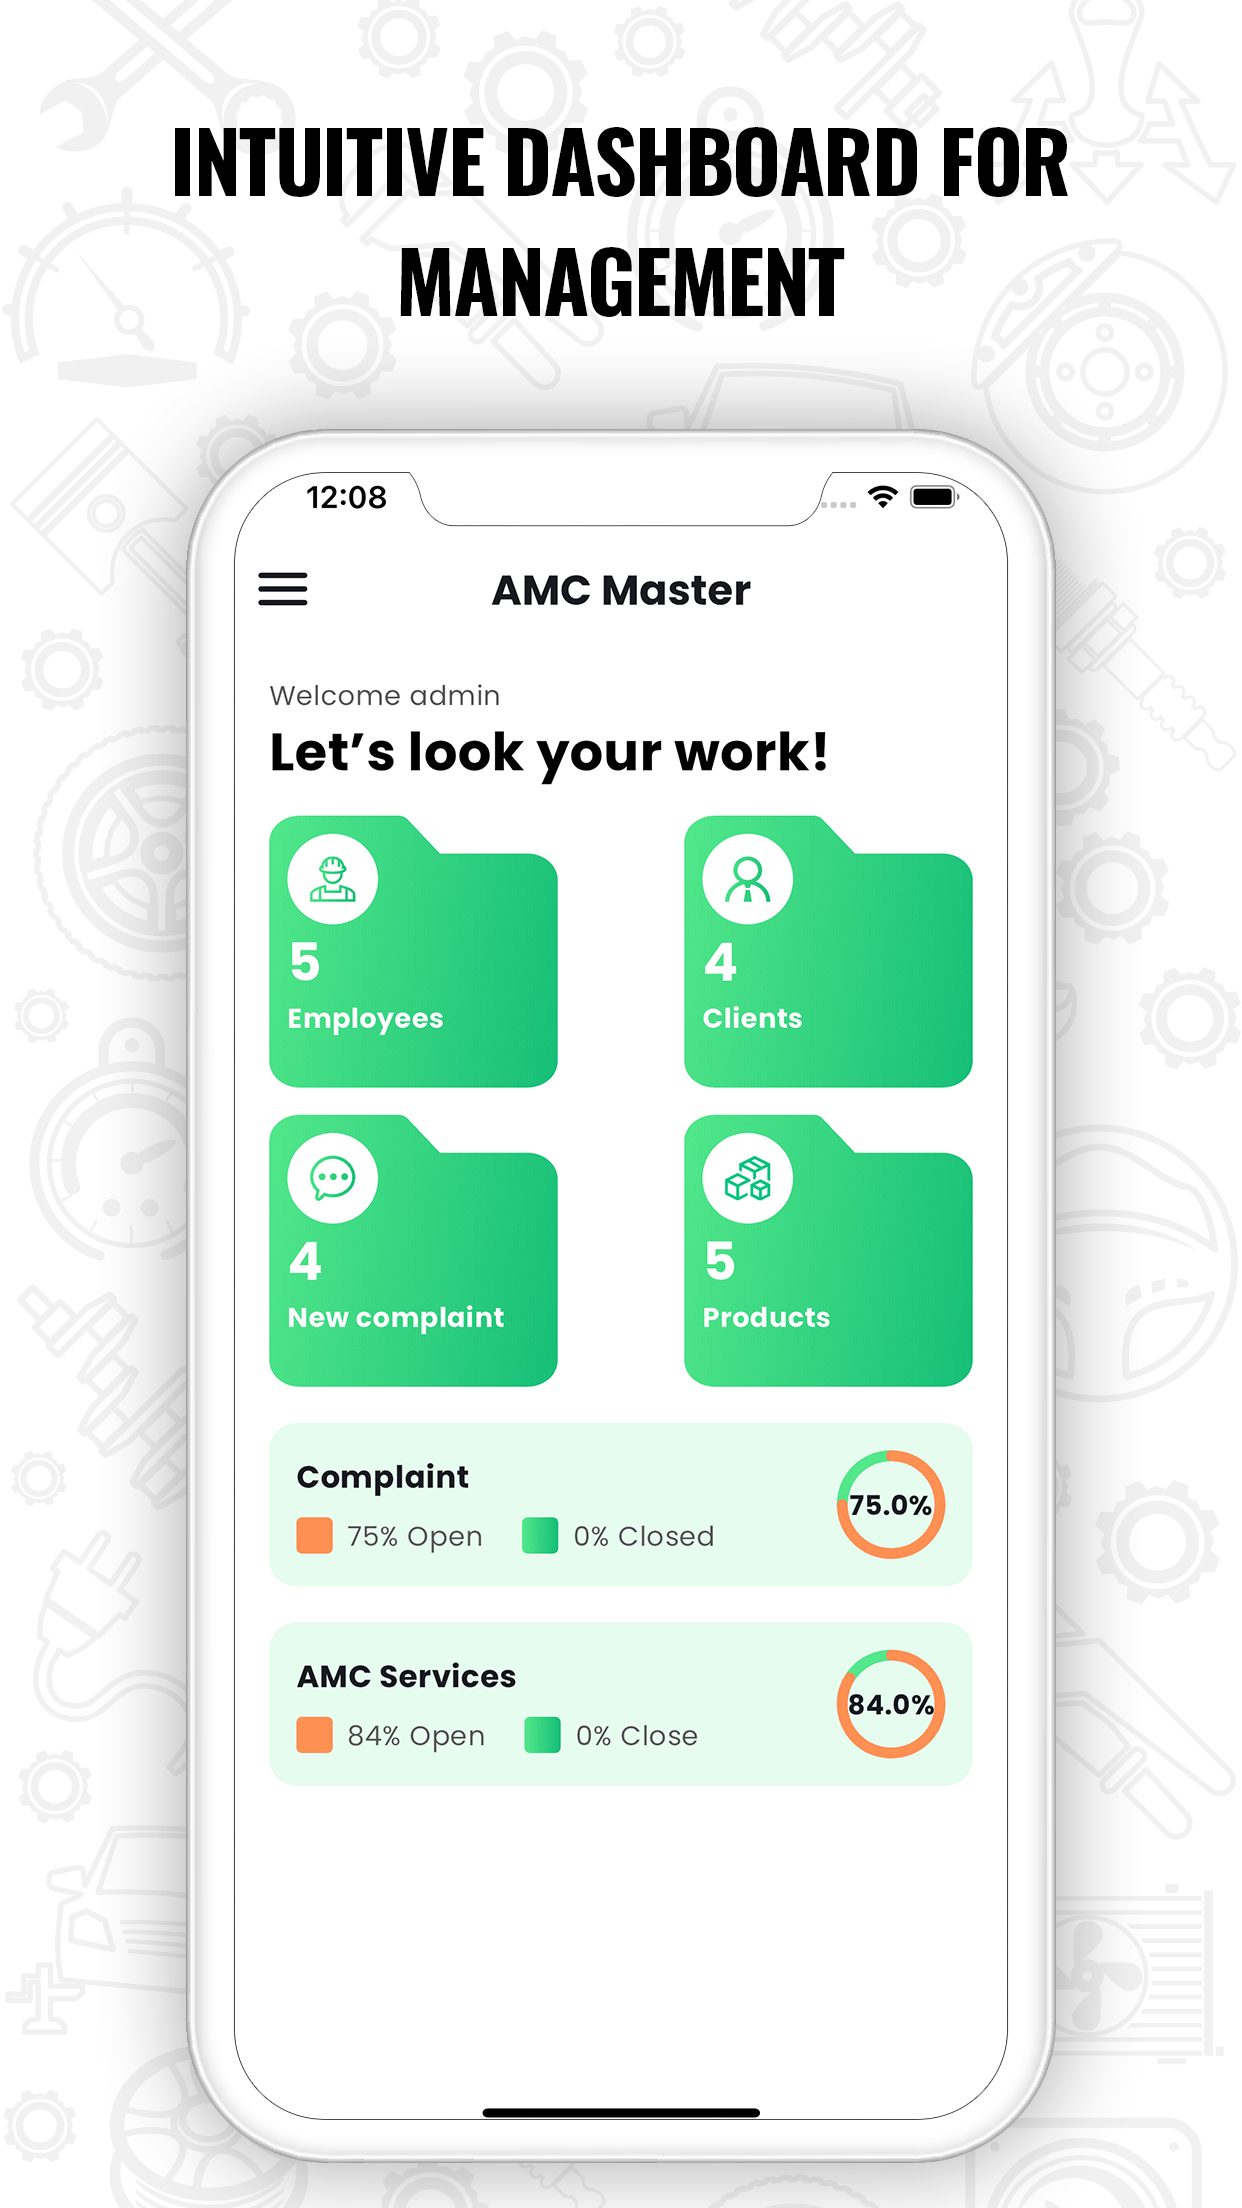 INTUITIVE DASHBOARD FOR
MANAGEMENT
12:08
AMC Master
Welcome admin
Let’s look your work!
5
Employees
4
Clients
4
New complaint
5
Products
Complaint
75% Open
0% Closed
75.0%
AMC Services
84% Open
0% Close
84.0%